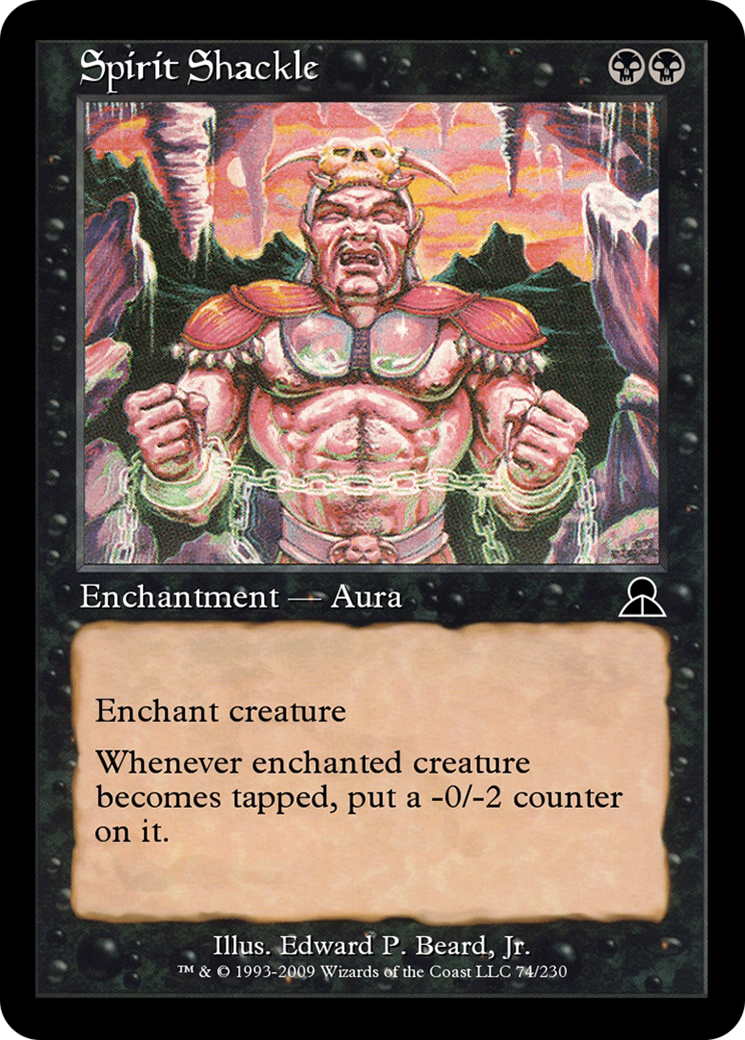 Spirit Shackle
Enchantment — Aura
Enchant creature
Whenever enchanted creature
becomes tapped, put a -0/-2 counter
on it.
Illus. Edward P. Beard, Jr.
™ & © 1993-2009 Wizards of the Coast LLC 74/230